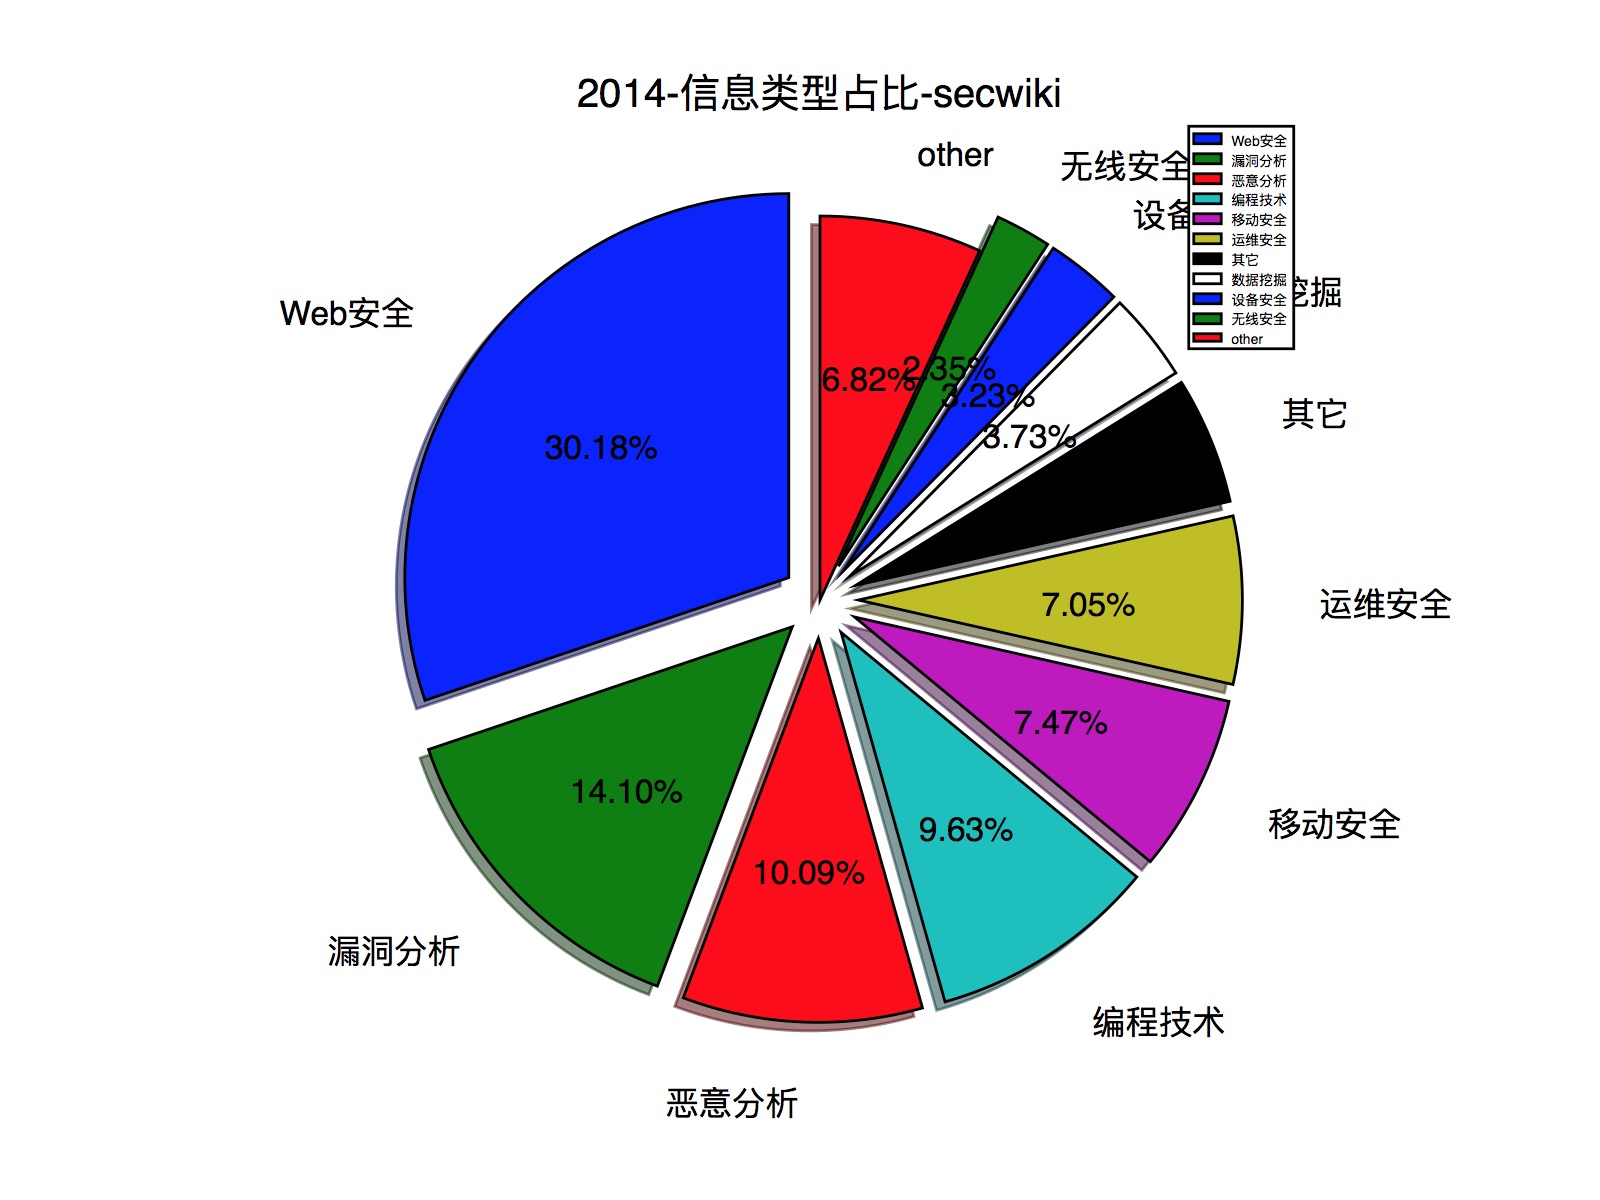 2014-信息类型占比-secwiki
other
无线安全
设备
挖掘
Web安全
漏洞分析
恶意分析
编程技术
移动安全
运维安全
其它
数据挖掘
设备安全
无线安全
other
Web安全
其它
30.18%
6.82%
2.35%
3.23%
3.73%
7.05%
运维安全
7.47%
移动安全
14.10%
9.63%
10.09%
漏洞分析
编程技术
恶意分析